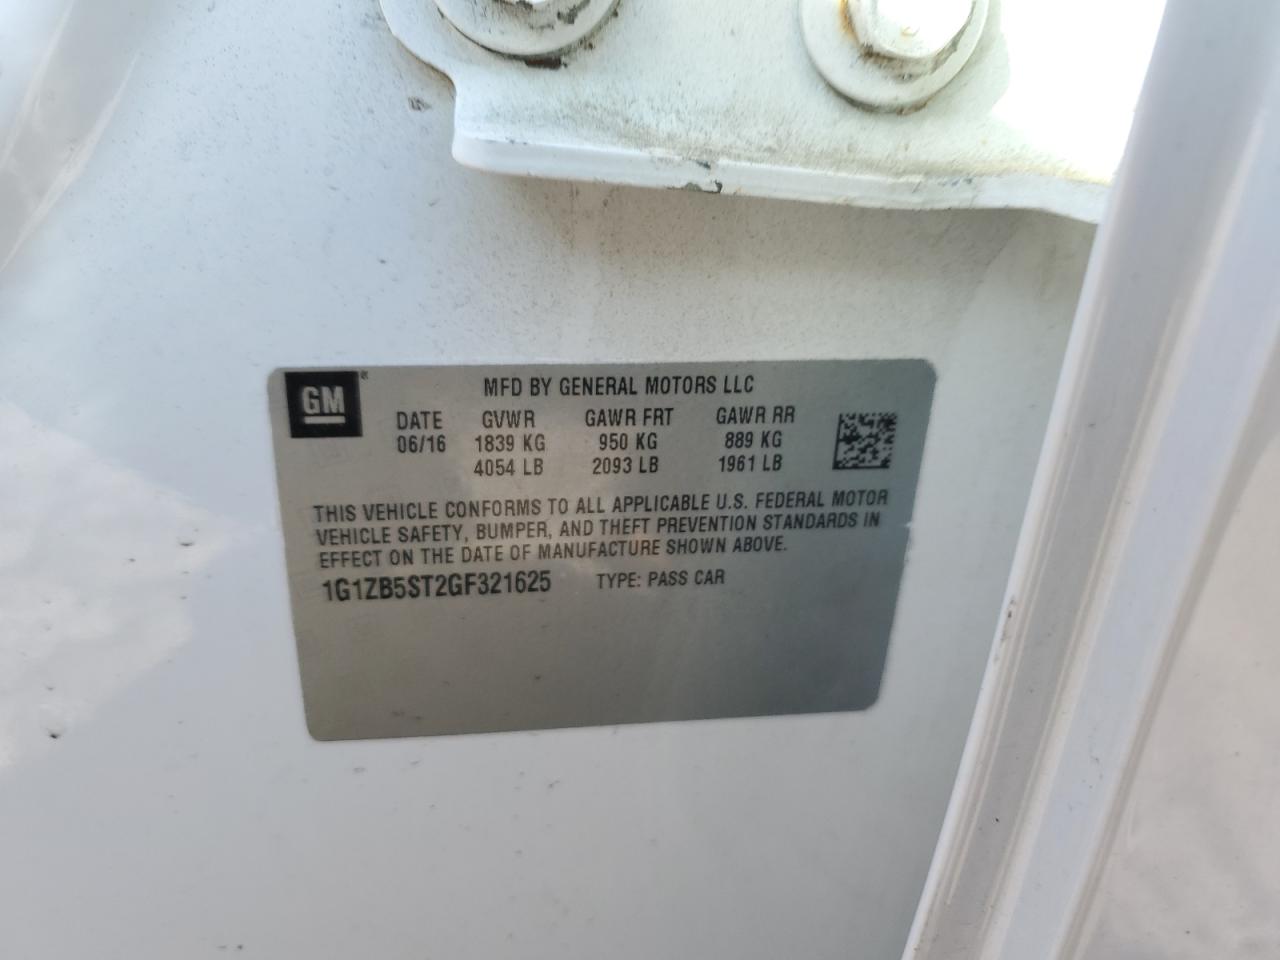 GM®
MFD BY GENERAL MOTORS LLC
DATE GVWR GAWR FRT GAWR RR
06/16 1839 KG 950 KG 889 KG
4054 LB 2093 LB 1961 LB
THIS VEHICLE CONFORMS TO ALL APPLICABLE U.S. FEDERAL MOTOR
VEHICLE SAFETY, BUMPER, AND THEFT PREVENTION STANDARDS IN
EFFECT ON THE DATE OF MANUFACTURE SHOWN ABOVE.
1G1ZB5ST2GF321625 TYPE: PASS CAR